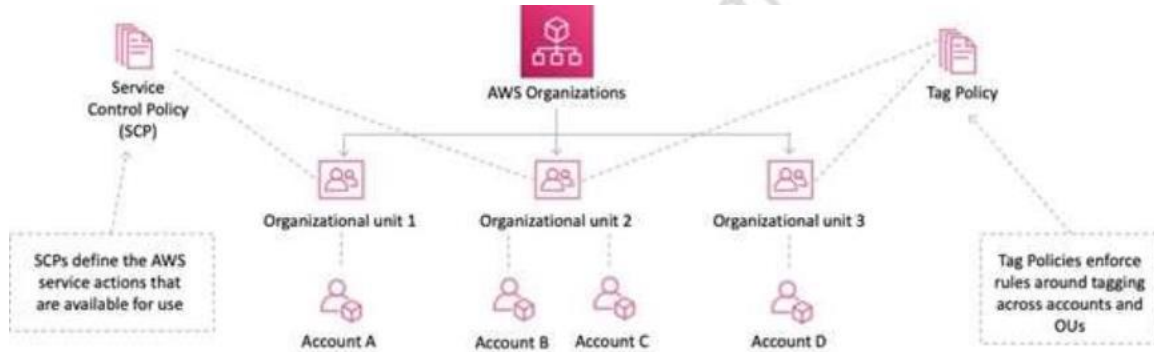 Service
Control Policy
(SCP)
AWS Organizations
Tag Policy
Organizational unit 1
Organizational unit 2
Organizational unit 3
SCPs define the AWS
service actions that
are available for use
Tag Policies enforce
rules around tagging
across accounts and
OUs
Account A
Account B
Account C
Account D